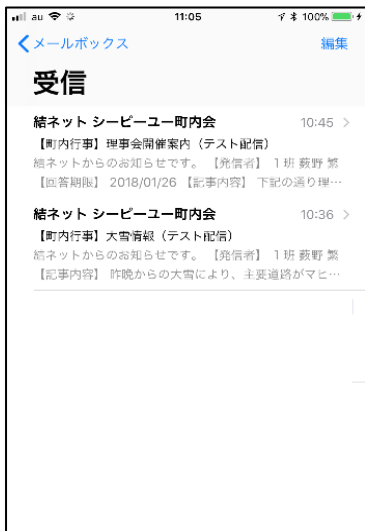 au 11:05 100%
メールボックス 編集
受信
結ネット シーピーユー町内会 10:45
【町内行事】理事会開催案内（テスト配信）
結ネットからのお知らせです。 【発信者】 1班 薮野 繁
【回答期限】 2018/01/26 【記事内容】 下記の通り理…
結ネット シーピーユー町内会 10:36
【町内行事】大雪情報（テスト配信）
結ネットからのお知らせです。 【発信者】 1班 薮野 繁
【記事内容】 昨晩からの大雪により、主要道路がマヒ…